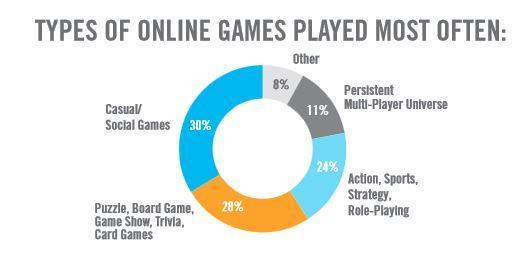 TYPES OF ONLINE GAMES PLAYED MOST OFTEN:
Other
8%
Persistent
Multi-Player Universe
11%
Casual/
Social Games
30%
24%
Action, Sports,
Strategy,
Role-Playing
28%
Puzzle, Board Game,
Game Show, Trivia,
Card Games